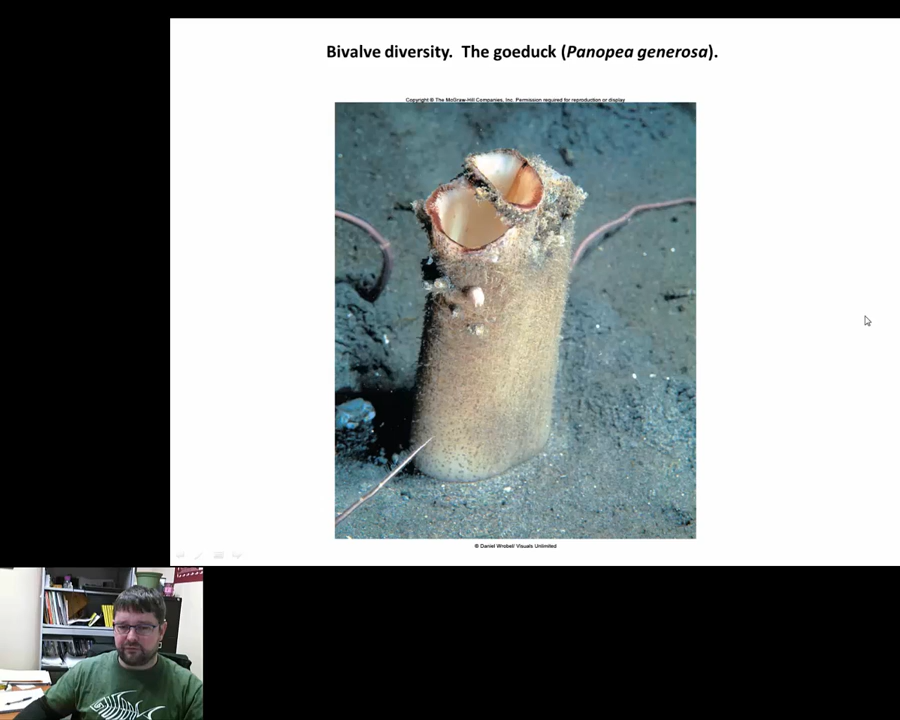 Bivalve diversity.  The goeduck (Panopea generosa).
Copyright © The McGraw-Hill Companies, Inc. Permission required for reproduction or display
© Daniel Wrobel/ Visuals Unlimited